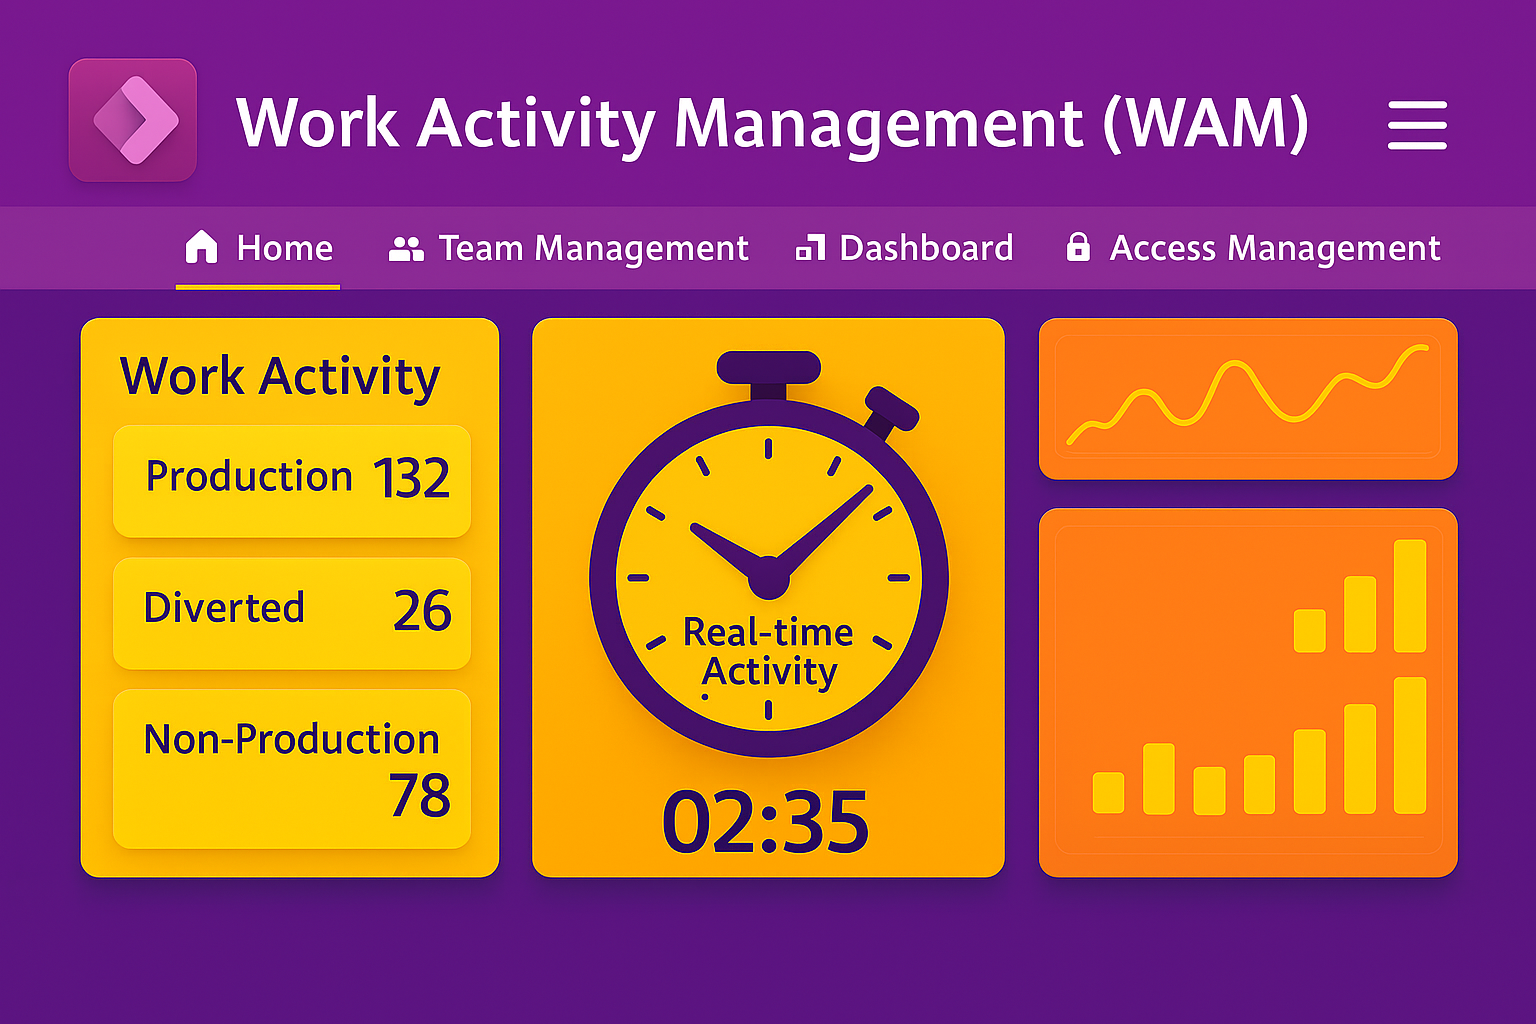 Work Activity Management (WAM)
Home Team Management Dashboard Access Management
Work Activity
Production 132
Diverted 26
Non-Production
78
Real-time
Activity
02:35